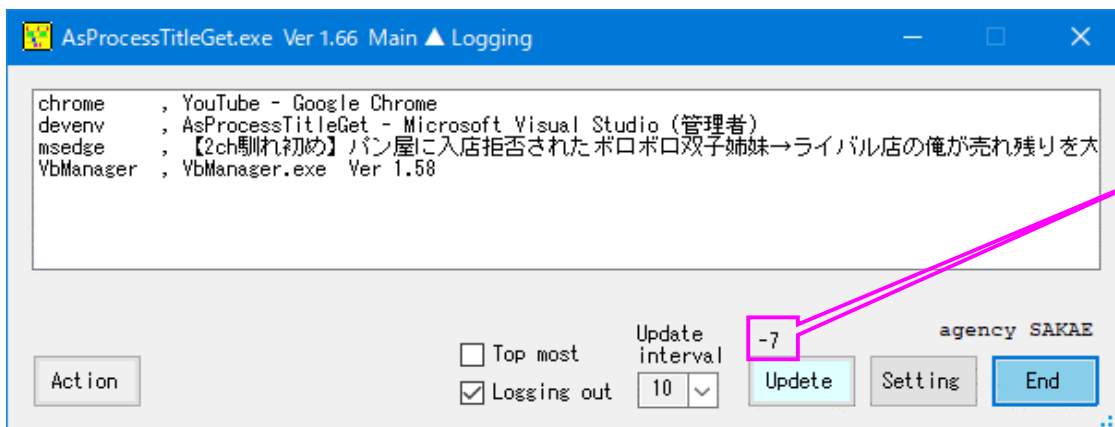 AsProcessTitleGet.exe Ver 1.66 Main ▲ Logging
chrome , YouTube - Google Chrome
devenv , AsProcessTitleGet - Microsoft Visual Studio (管理者)
msedge , 【2ch馴れ初め】パン屋に入店拒否されたボロボロ双子姉妹→ライバル店の俺が売れ残りを大
VbManager , VbManager.exe Ver 1.58
Action
Top most
Logging out
Update
interval
10
-7
Updete
agency SAKAE
Setting
End